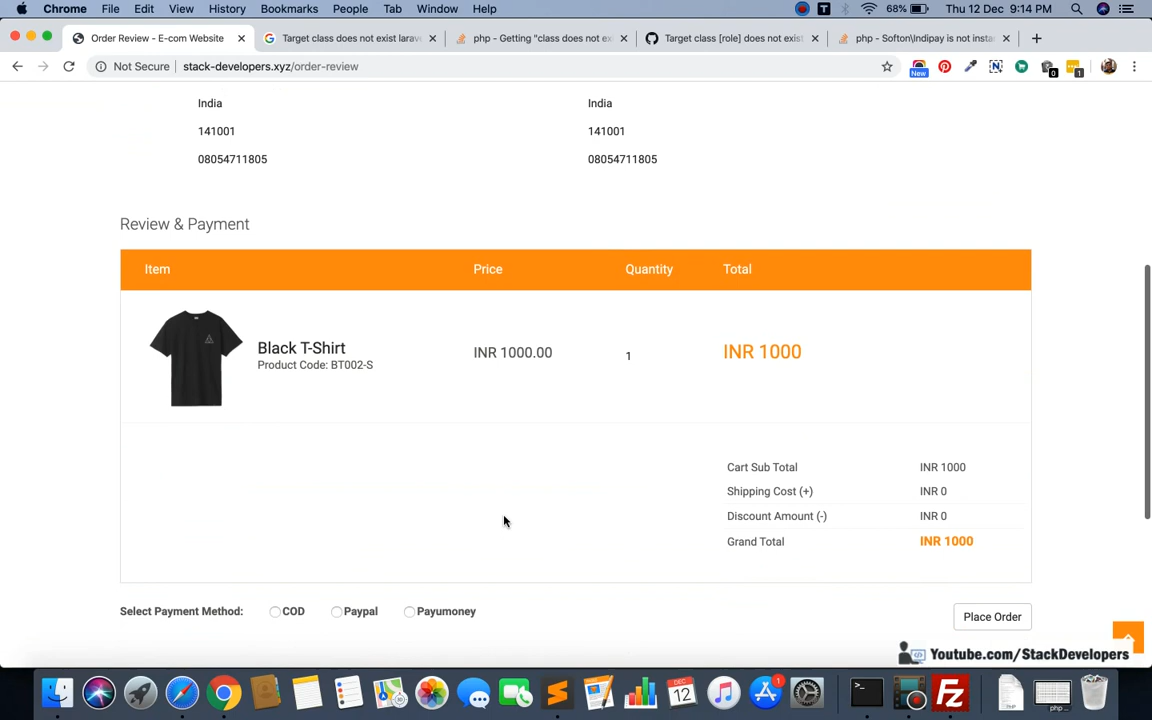 Chrome File Edit View History Bookmarks People Tab Window Help T 68% Thu 12 Dec 9:14 PM
Order Review - E-com Website Target class does not exist larav php - Getting "class does not ex Target class [role] does not exis php - Softon\Indipay is not insta
Not Secure stack-developers.xyz/order-review New 0 1
India India
141001 141001
08054711805 08054711805
Review & Payment
Item Price Quantity Total
Black T-Shirt INR 1000.00 1 INR 1000
Product Code: BT002-S
Cart Sub Total INR 1000
Shipping Cost (+) INR 0
Discount Amount (-) INR 0
Grand Total INR 1000
Select Payment Method: COD Paypal Payumoney Place Order
Youtube.com/StackDevelopers